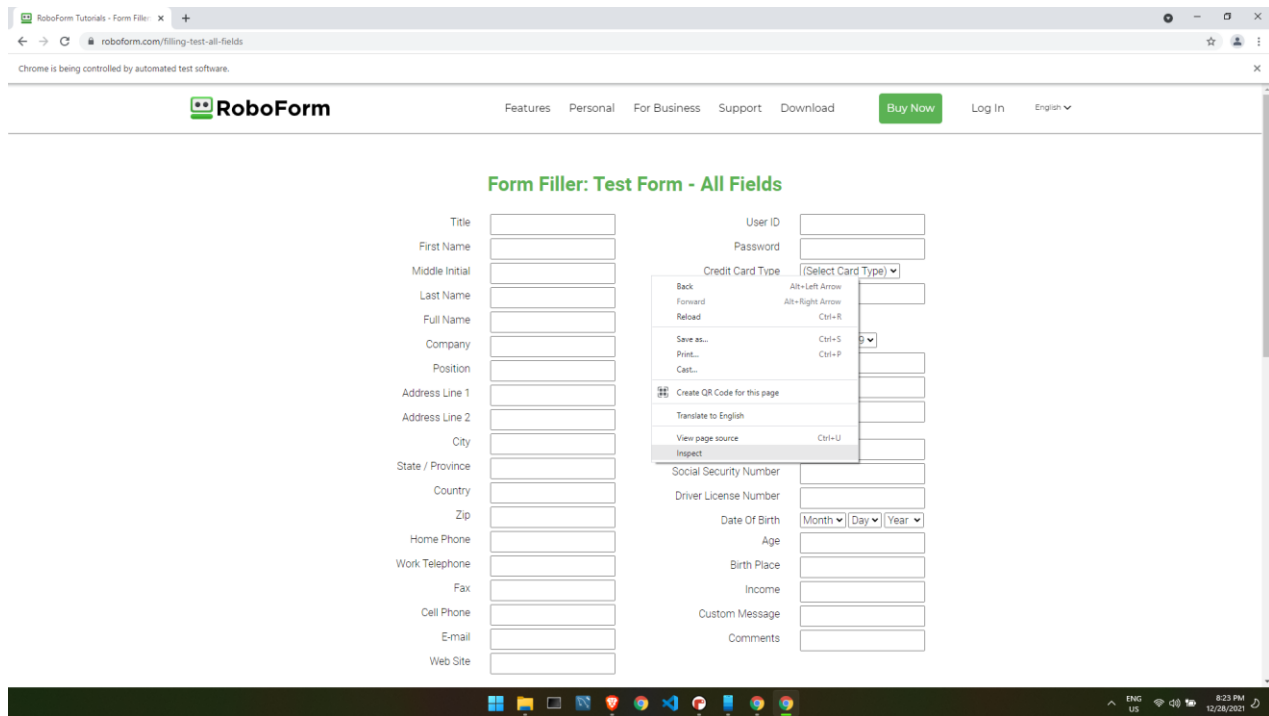 RoboForm Tutorials - Form Filler
roboform.com/filling-test-all-fields
Chrome is being controlled by automated test software.
RoboForm
Features Personal For Business Support Download Buy Now Log In English
Form Filler: Test Form - All Fields
Title
First Name
Middle Initial
Last Name
Full Name
Company
Position
Address Line 1
Address Line 2
City
State / Province
Country
Zip
Home Phone
Work Telephone
Fax
Cell Phone
E-mail
Web Site
User ID
Password
Credit Card Type (Select Card Type)
Back Alt+Left Arrow
Forward Alt+Right Arrow
Reload Ctrl+R
Save as... Ctrl+S
Print... Ctrl+P
Cast...
Create QR Code for this page
Translate to English
View page source Ctrl+U
Inspect
Social Security Number
Driver License Number
Date Of Birth Month Day Year
Age
Birth Place
Income
Custom Message
Comments
ENG
US
8:23 PM
12/28/2021